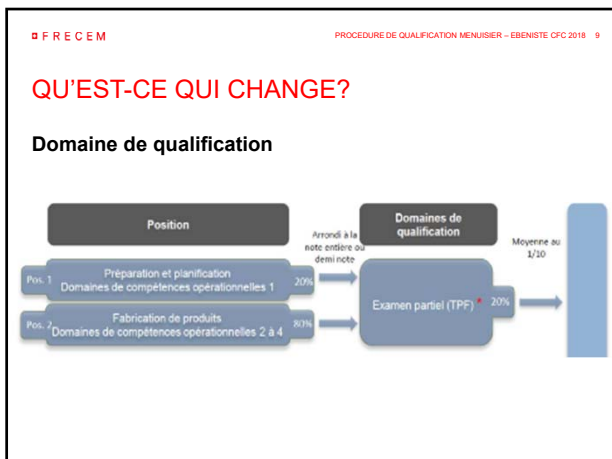 FRECEM
PROCEDURE DE QUALIFICATION MENUISIER – EBENISTE CFC 2018 9
QU’EST-CE QUI CHANGE?
Domaine de qualification
Position
Arrondi à la
note entière ou
demi note
Domaines de
qualification
Moyenne au
1/10
Pos. 1
Préparation et planification
Domaines de compétences opérationnelles 1
20%
Pos. 2
Fabrication de produits
Domaines de compétences opérationnelles 2 à 4
80%
Examen partiel (TPF) *
20%